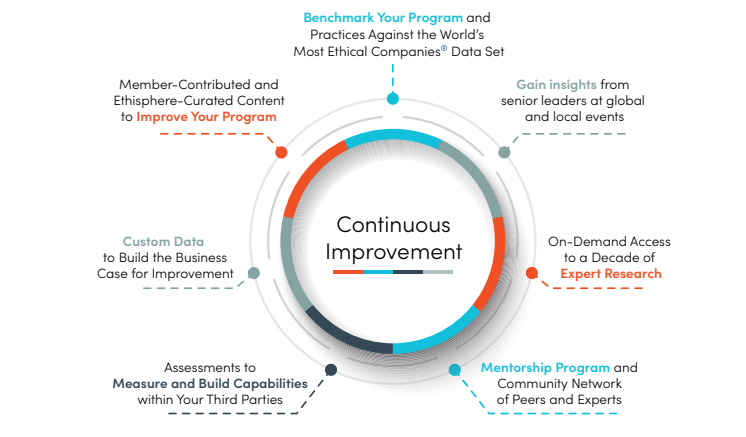 Benchmark Your Program and
Practices Against the World's
Most Ethical Companies® Data Set
Gain insights from
senior leaders at global
and local events
On-Demand Access
to a Decade of
Expert Research
Mentorship Program and
Community Network
of Peers and Experts
Assessments to
Measure and Build Capabilities
within Your Third Parties
Custom Data
to Build the Business
Case for Improvement
Member-Contributed and
Ethisphere-Curated Content
to Improve Your Program
Continuous
Improvement